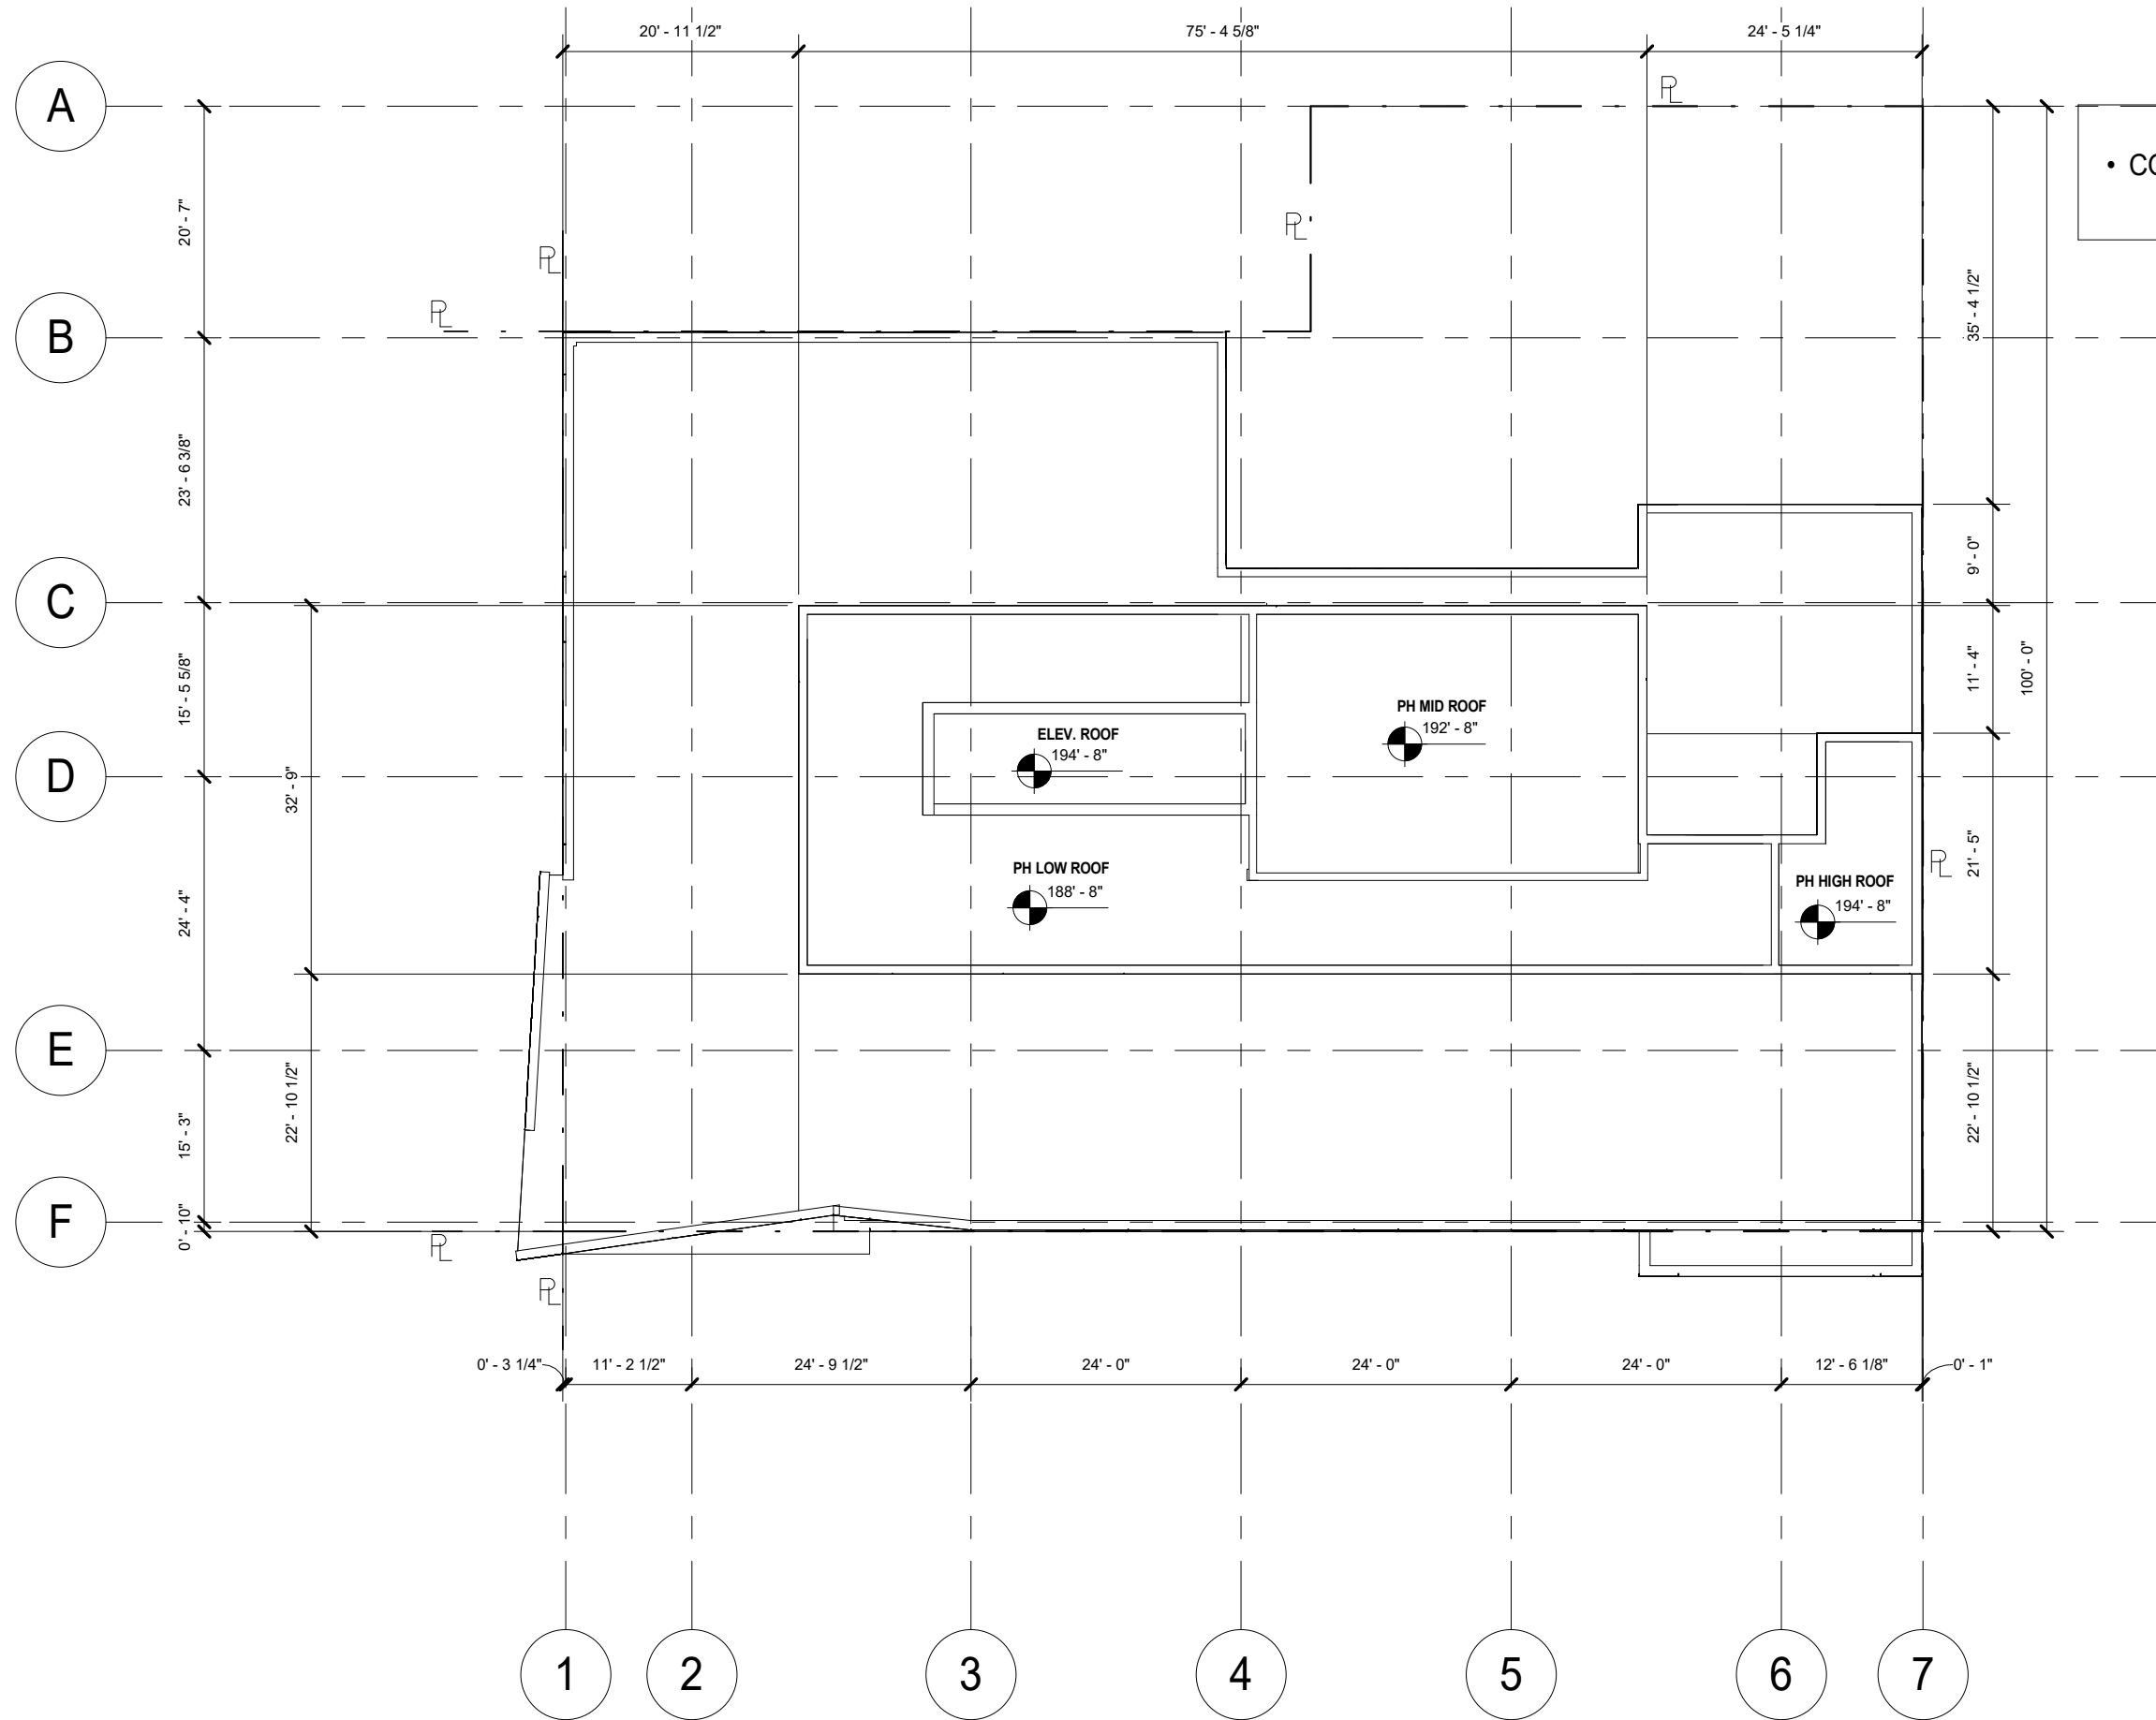 20' - 11 1/2"
75' - 4 5/8"
24' - 5 1/4"
A
B
C
D
E
F
20' - 7"
23' - 6 3/8"
15' - 5 5/8"
24' - 4"
15' - 3"
0' - 10"
32' - 9"
22' - 10 1/2"
PL
PL
PL
PL
ELEV. ROOF
194' - 8"
PH MID ROOF
192' - 8"
PH LOW ROOF
188' - 8"
PH HIGH ROOF
194' - 8"
PL
PL
PL
35' - 4 1/2"
9' - 0"
11' - 4"
21' - 5"
22' - 10 1/2"
100' - 0"
0' - 3 1/4"
11' - 2 1/2"
24' - 9 1/2"
24' - 0"
24' - 0"
24' - 0"
12' - 6 1/8"
0' - 1"
1
2
3
4
5
6
7